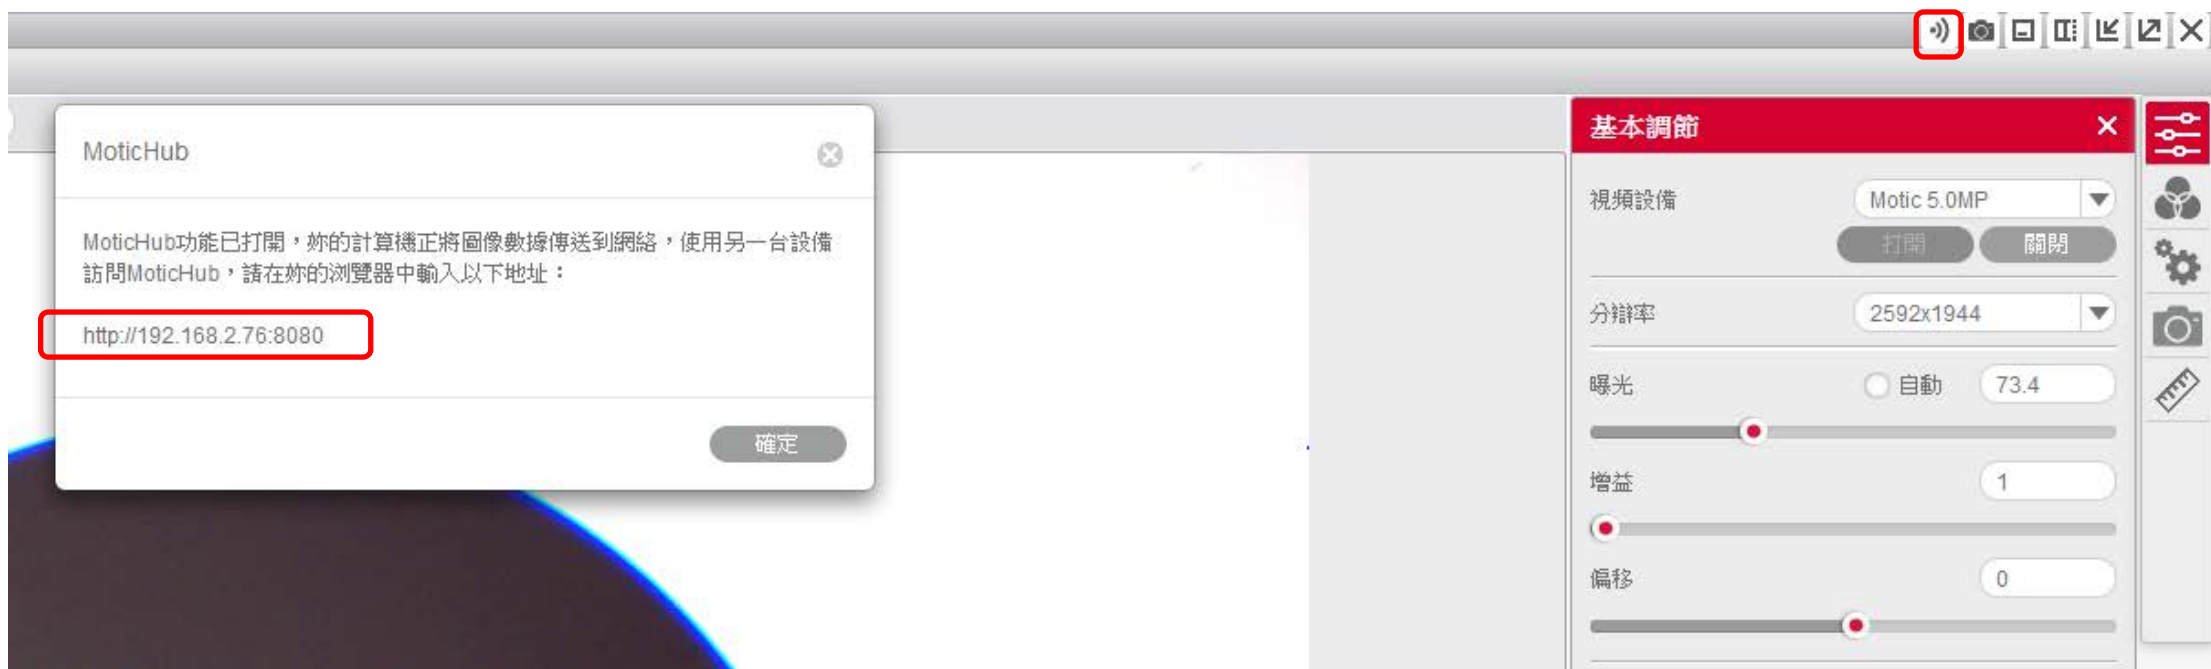 MoticHub
MoticHub功能已打開，妳的計算機正將圖像數據傳送到網絡，使用另一台設備
訪問MoticHub，請在妳的瀏覽器中輸入以下地址：
http://192.168.2.76:8080
確定
基本調節
視頻設備
Motic 5.0MP
打開
關閉
分辯率
2592x1944
曝光
自動
73.4
增益
1
偏移
0